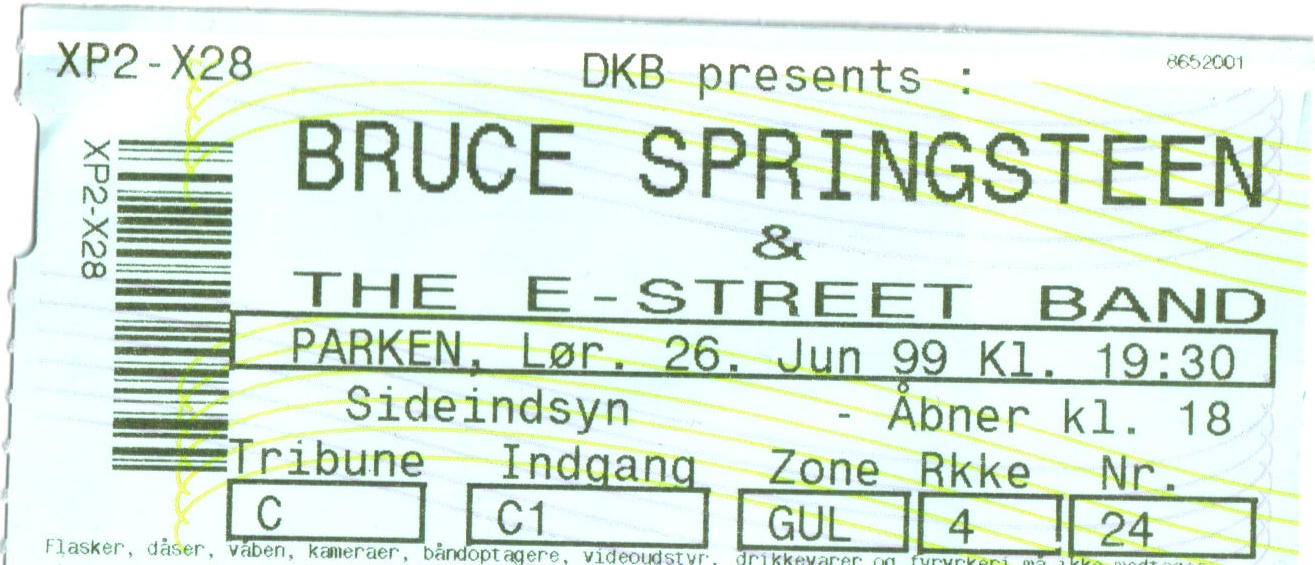 XP2-X28
DKB presents :
8652001
XP2-X28
BRUCE SPRINGSTEEN
&
THE E-STREET BAND
PARKEN, Lør. 26. Jun 99 Kl. 19:30
Sideindsyn - Åbner kl. 18
Tribune Indgang Zone Rkke Nr.
C C1 GUL 4 24
Flasker, dåser, våben, kameraer, båndoptagere, videoudstyr, drikkevarer og fyrvrkeri må ikke